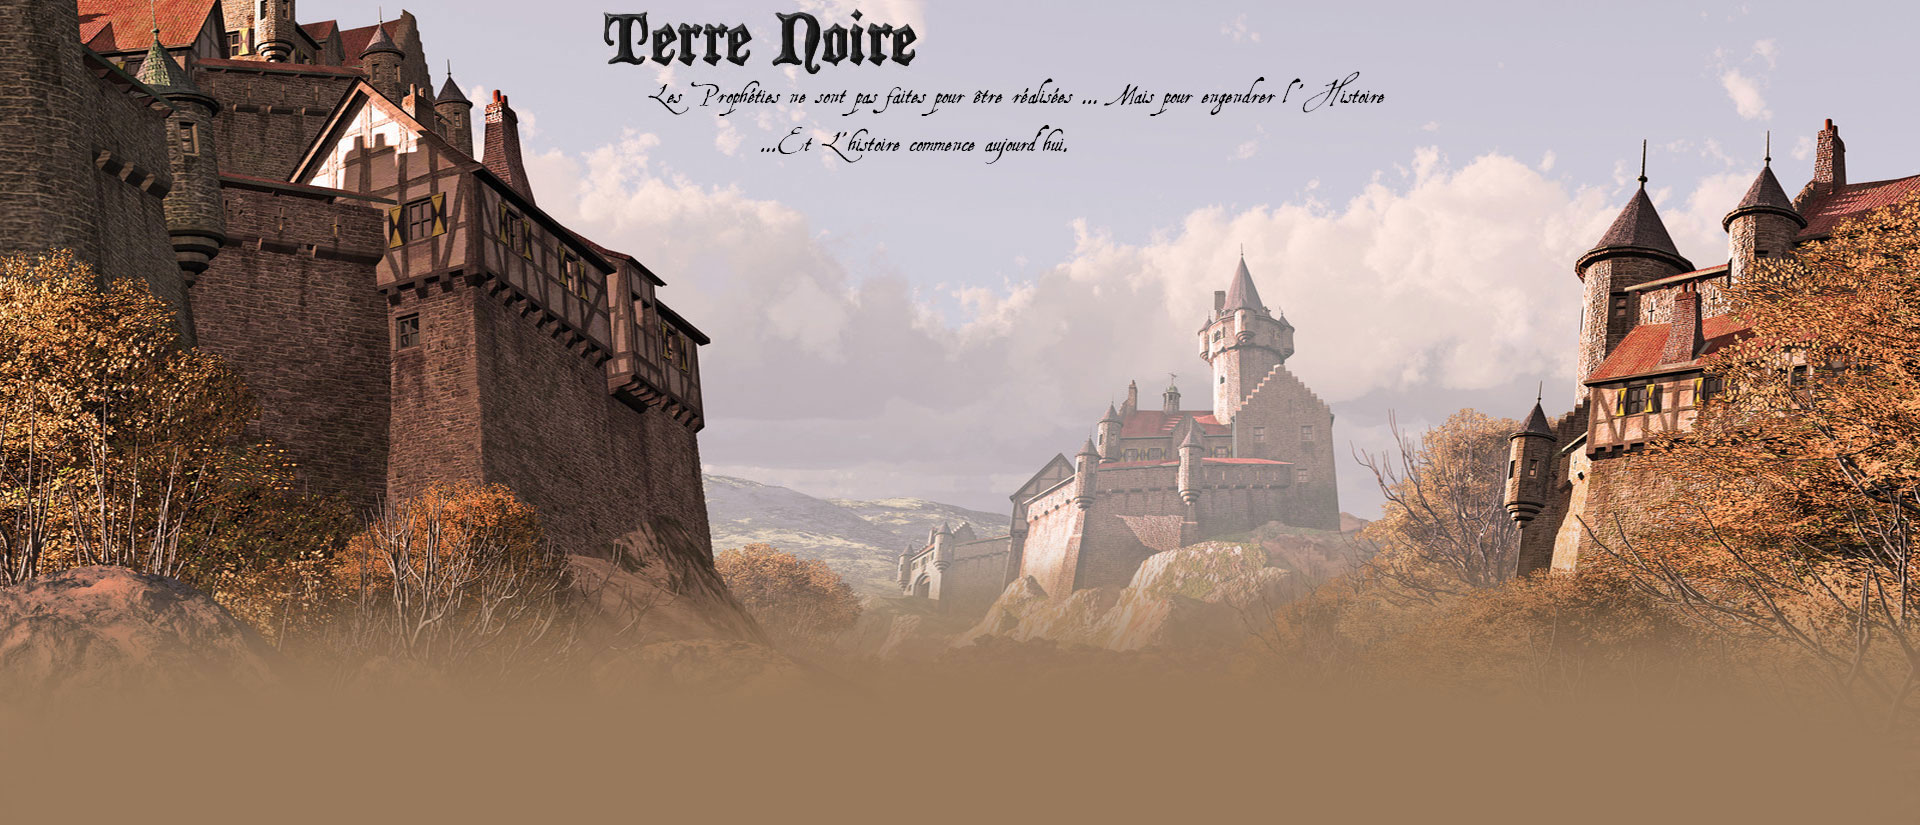 Terre Noire
Les Prophéties ne sont pas faites pour être réalisées ... Mais pour engendrer l ' Histoire
...Et L'histoire commence aujourd'hui.